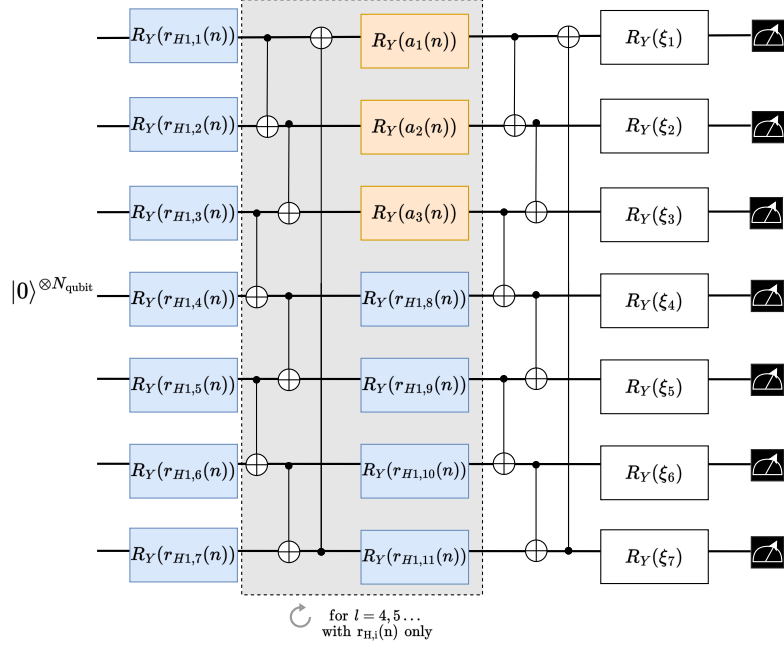 R_Y(r_{H1,1}(n)) R_Y(a_1(n)) R_Y(ξ_1)
R_Y(r_{H1,2}(n)) R_Y(a_2(n)) R_Y(ξ_2)
R_Y(r_{H1,3}(n)) R_Y(a_3(n)) R_Y(ξ_3)
|0⟩^{⊗N_{qubit}} R_Y(r_{H1,4}(n)) R_Y(r_{H1,8}(n)) R_Y(ξ_4)
R_Y(r_{H1,5}(n)) R_Y(r_{H1,9}(n)) R_Y(ξ_5)
R_Y(r_{H1,6}(n)) R_Y(r_{H1,10}(n)) R_Y(ξ_6)
R_Y(r_{H1,7}(n)) R_Y(r_{H1,11}(n)) R_Y(ξ_7)
for l = 4, 5 . . .
with r_{H,i}(n) only